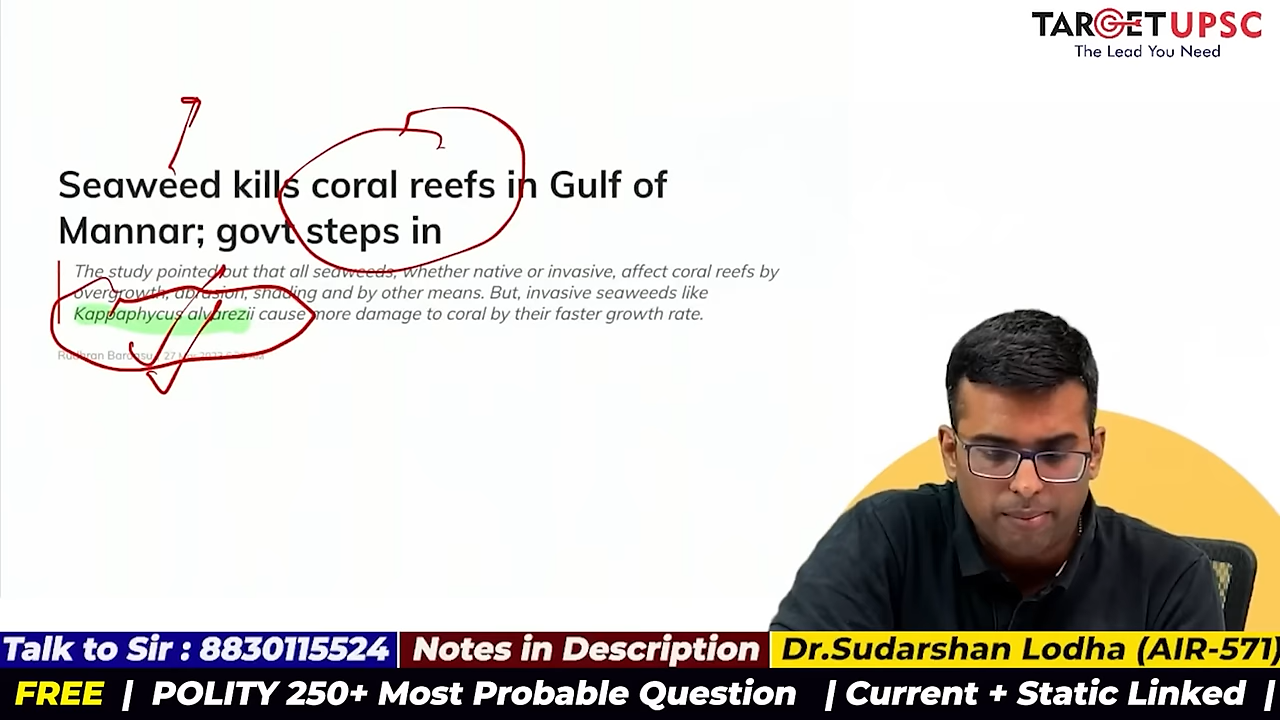 TARGETUPSC
The Lead You Need
Seaweed kills coral reefs in Gulf of
Mannar; govt steps in
The study pointed out that all seaweeds, whether native or invasive, affect coral reefs by
overgrowth, abrasion, shading and by other means. But, invasive seaweeds like
Kappaphycus alvarezii cause more damage to coral by their faster growth rate.
27
Talk to Sir : 8830115524
Notes in Description
Dr.Sudarshan Lodha (AIR-571)
FREE | POLITY 250+ Most Probable Question | Current + Static Linked |